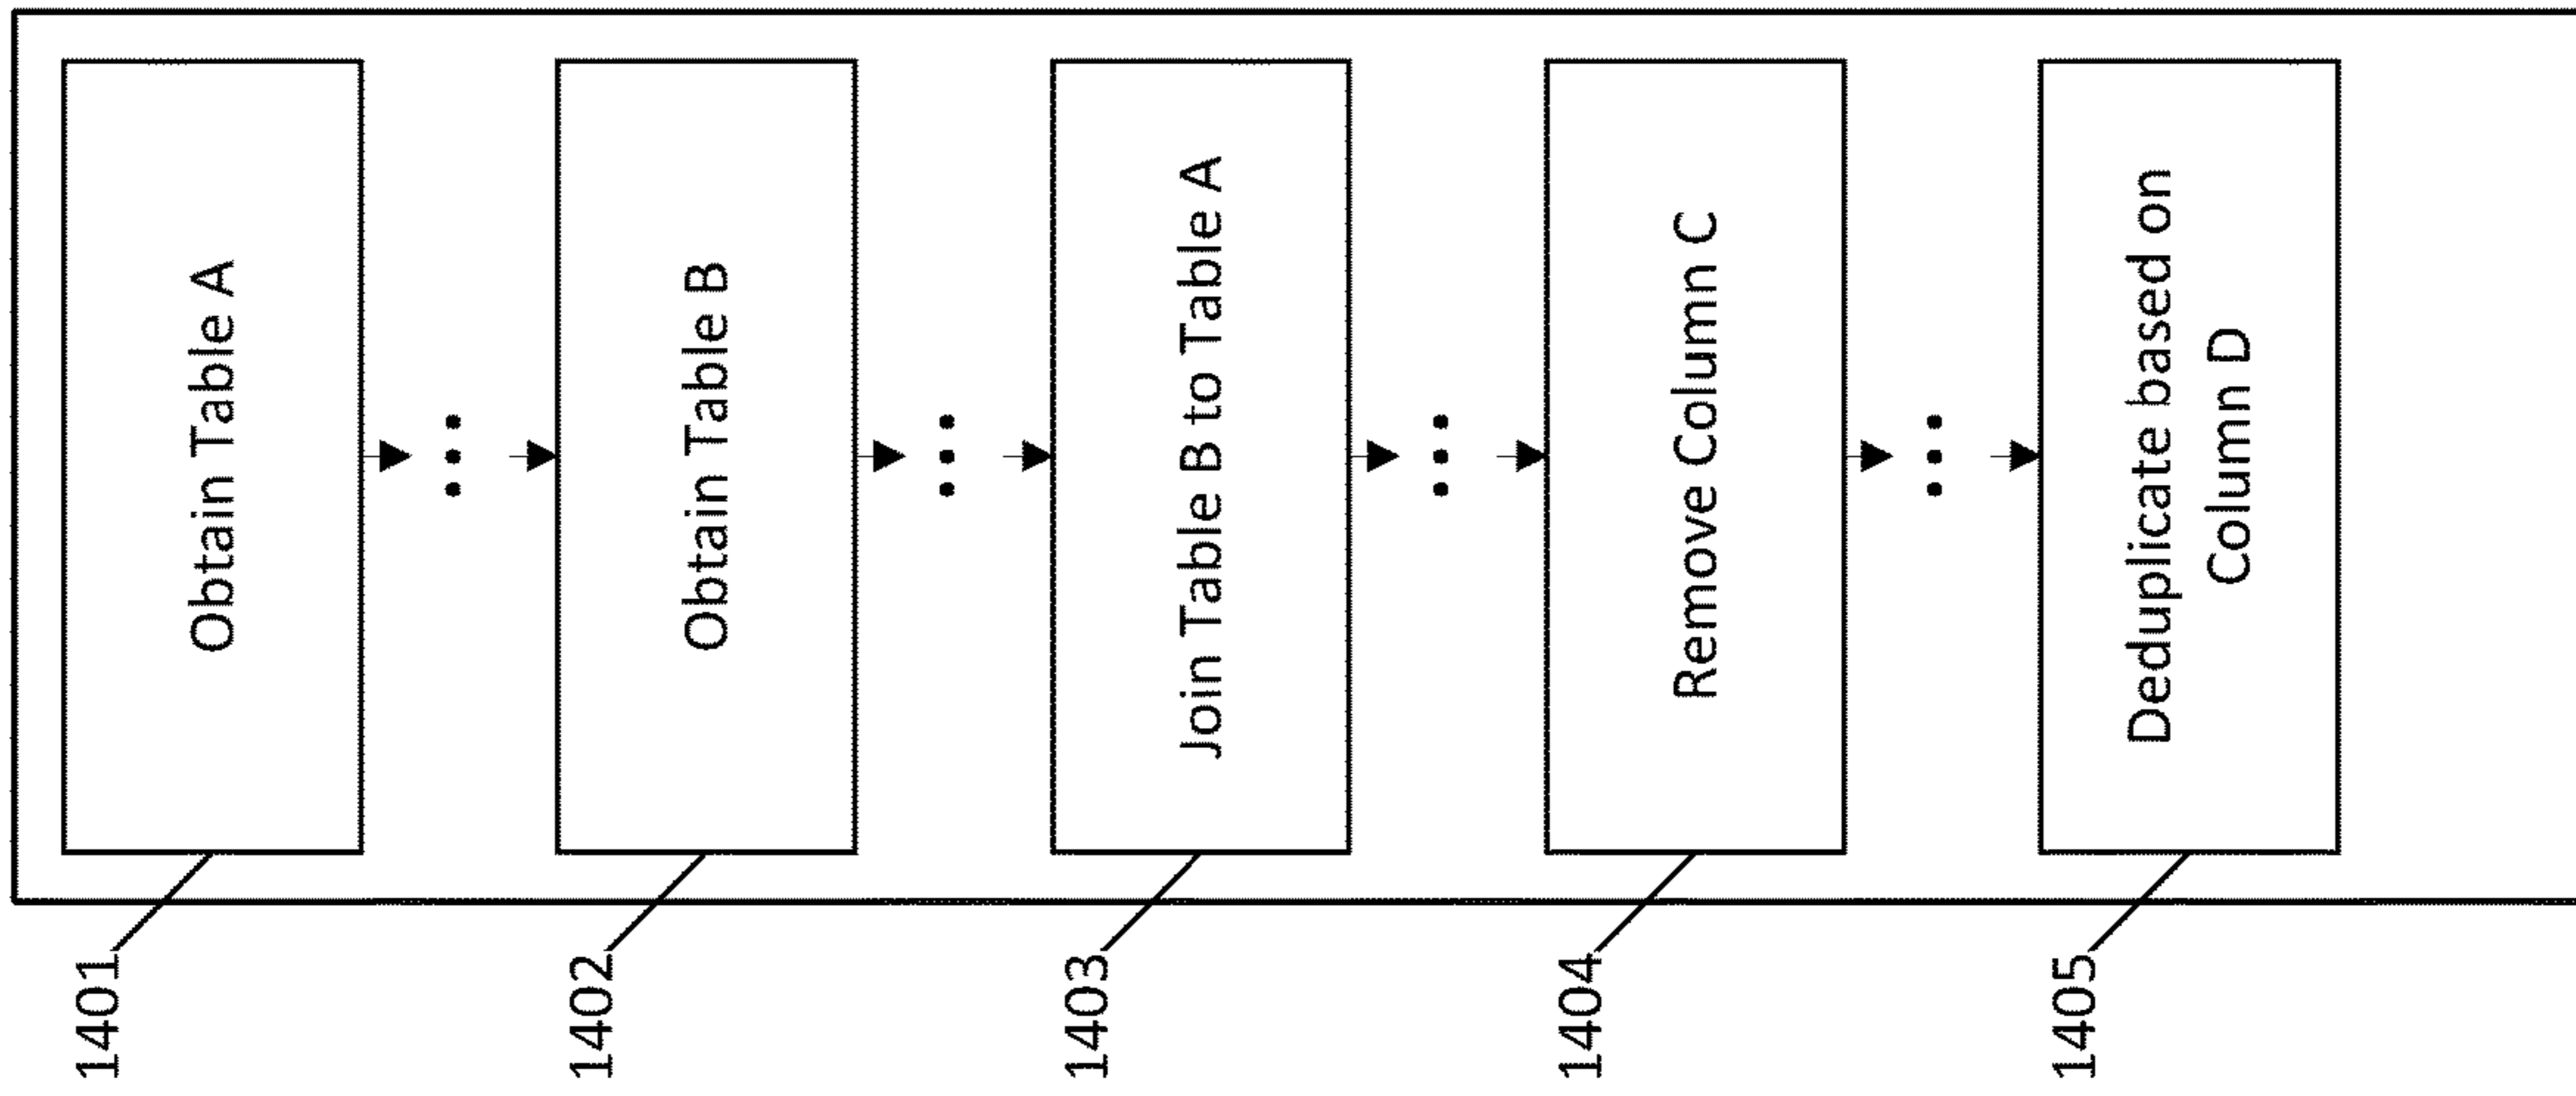 1401
Obtain Table A
1402
Obtain Table B
1403
Join Table B to Table A
1404
Remove Column C
1405
Deduplicate based on
Column D